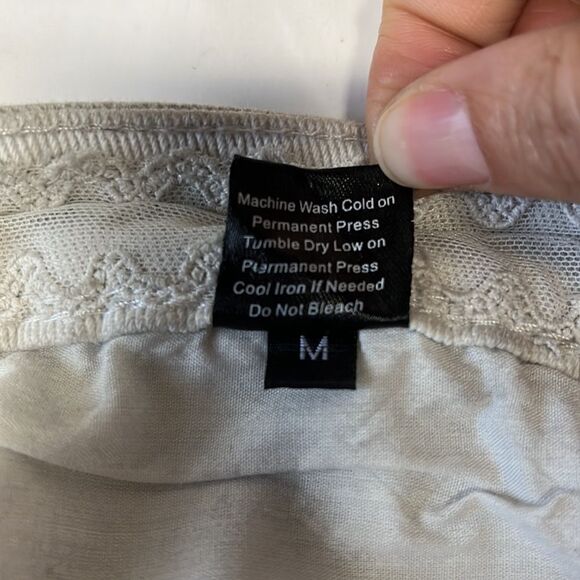 Machine Wash Cold on
Permanent Press
Tumble Dry Low on
Permanent Press
Cool Iron If Needed
Do Not Bleach
M